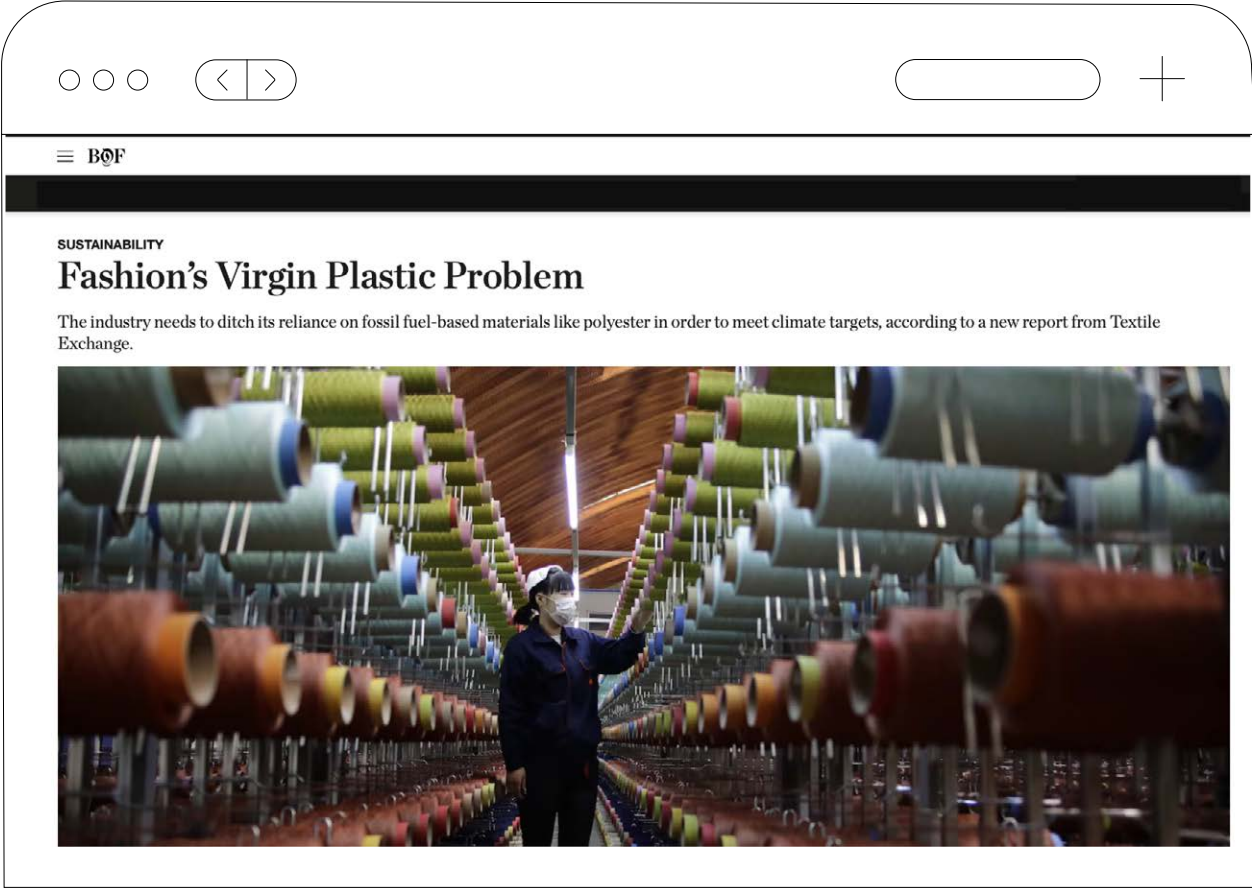 BOF
SUSTAINABILITY
Fashion’s Virgin Plastic Problem
The industry needs to ditch its reliance on fossil fuel-based materials like polyester in order to meet climate targets, according to a new report from Textile
Exchange.